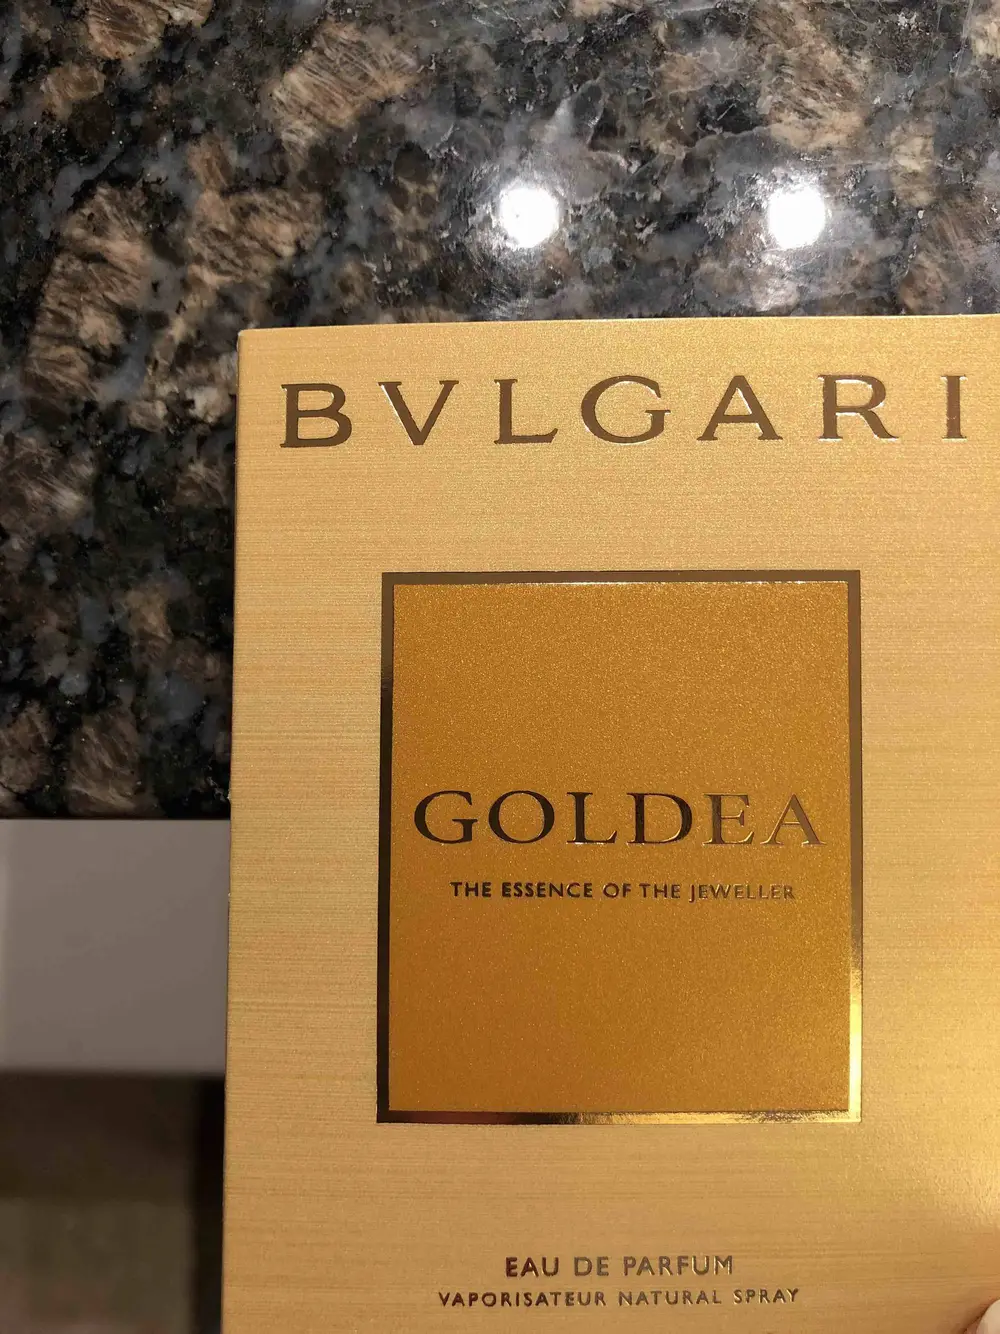 BVLGARI
GOLDEA
THE ESSENCE OF THE JEWELLER
EAU DE PARFUM
VAPORISATEUR NATURAL SPRAY